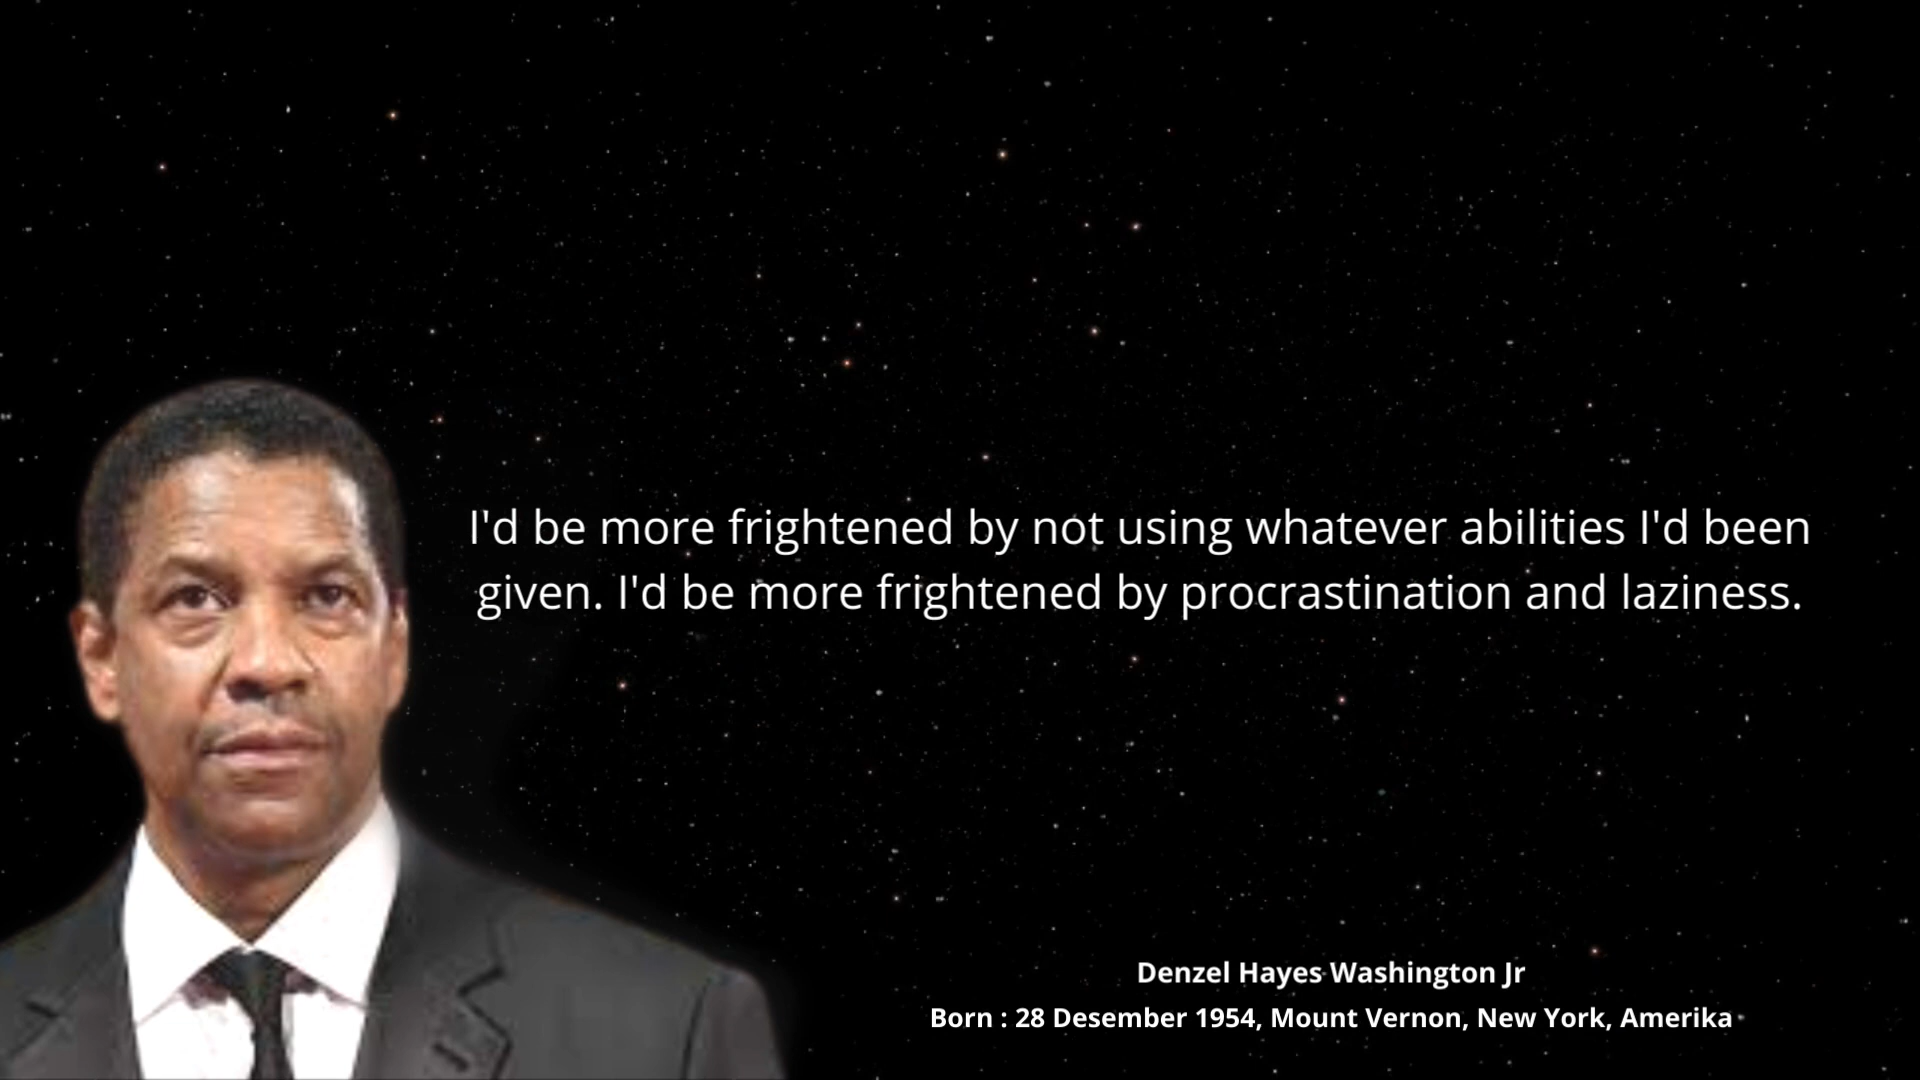 I'd be more frightened by not using whatever abilities I'd been
given. I'd be more frightened by procrastination and laziness.
Denzel Hayes Washington Jr
Born : 28 Desember 1954, Mount Vernon, New York, Amerika